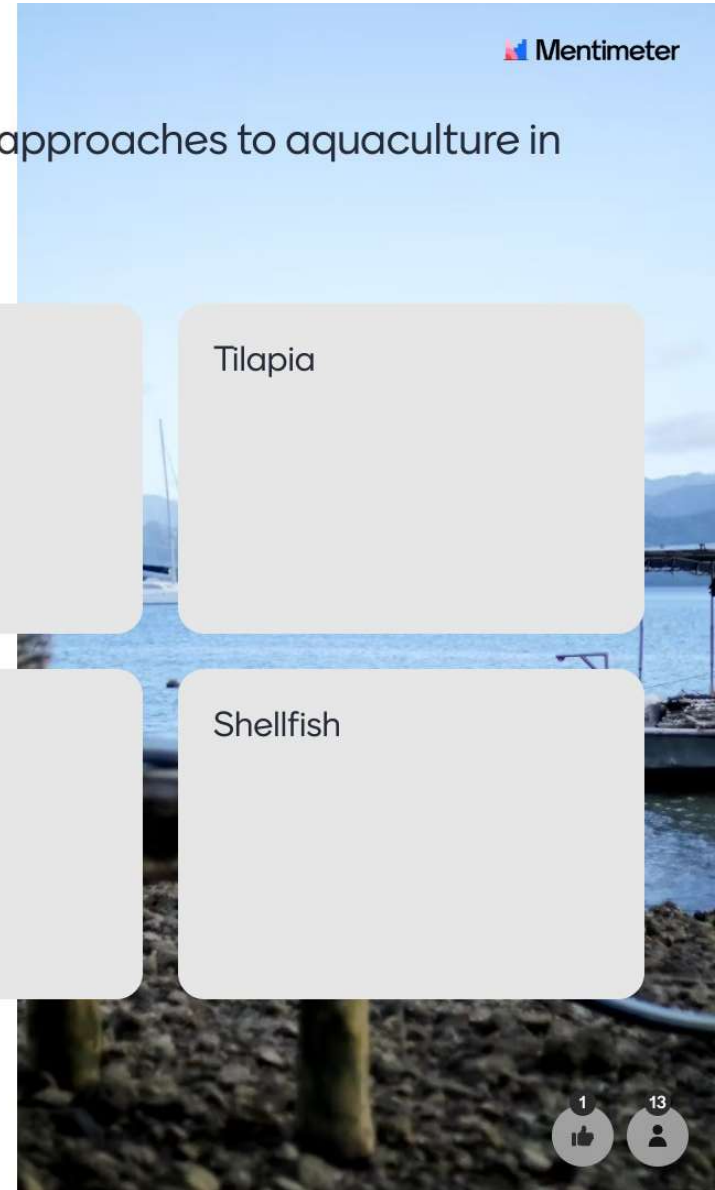 Mentimeter
approaches to aquaculture in
Tilapia
Shellfish
1
13